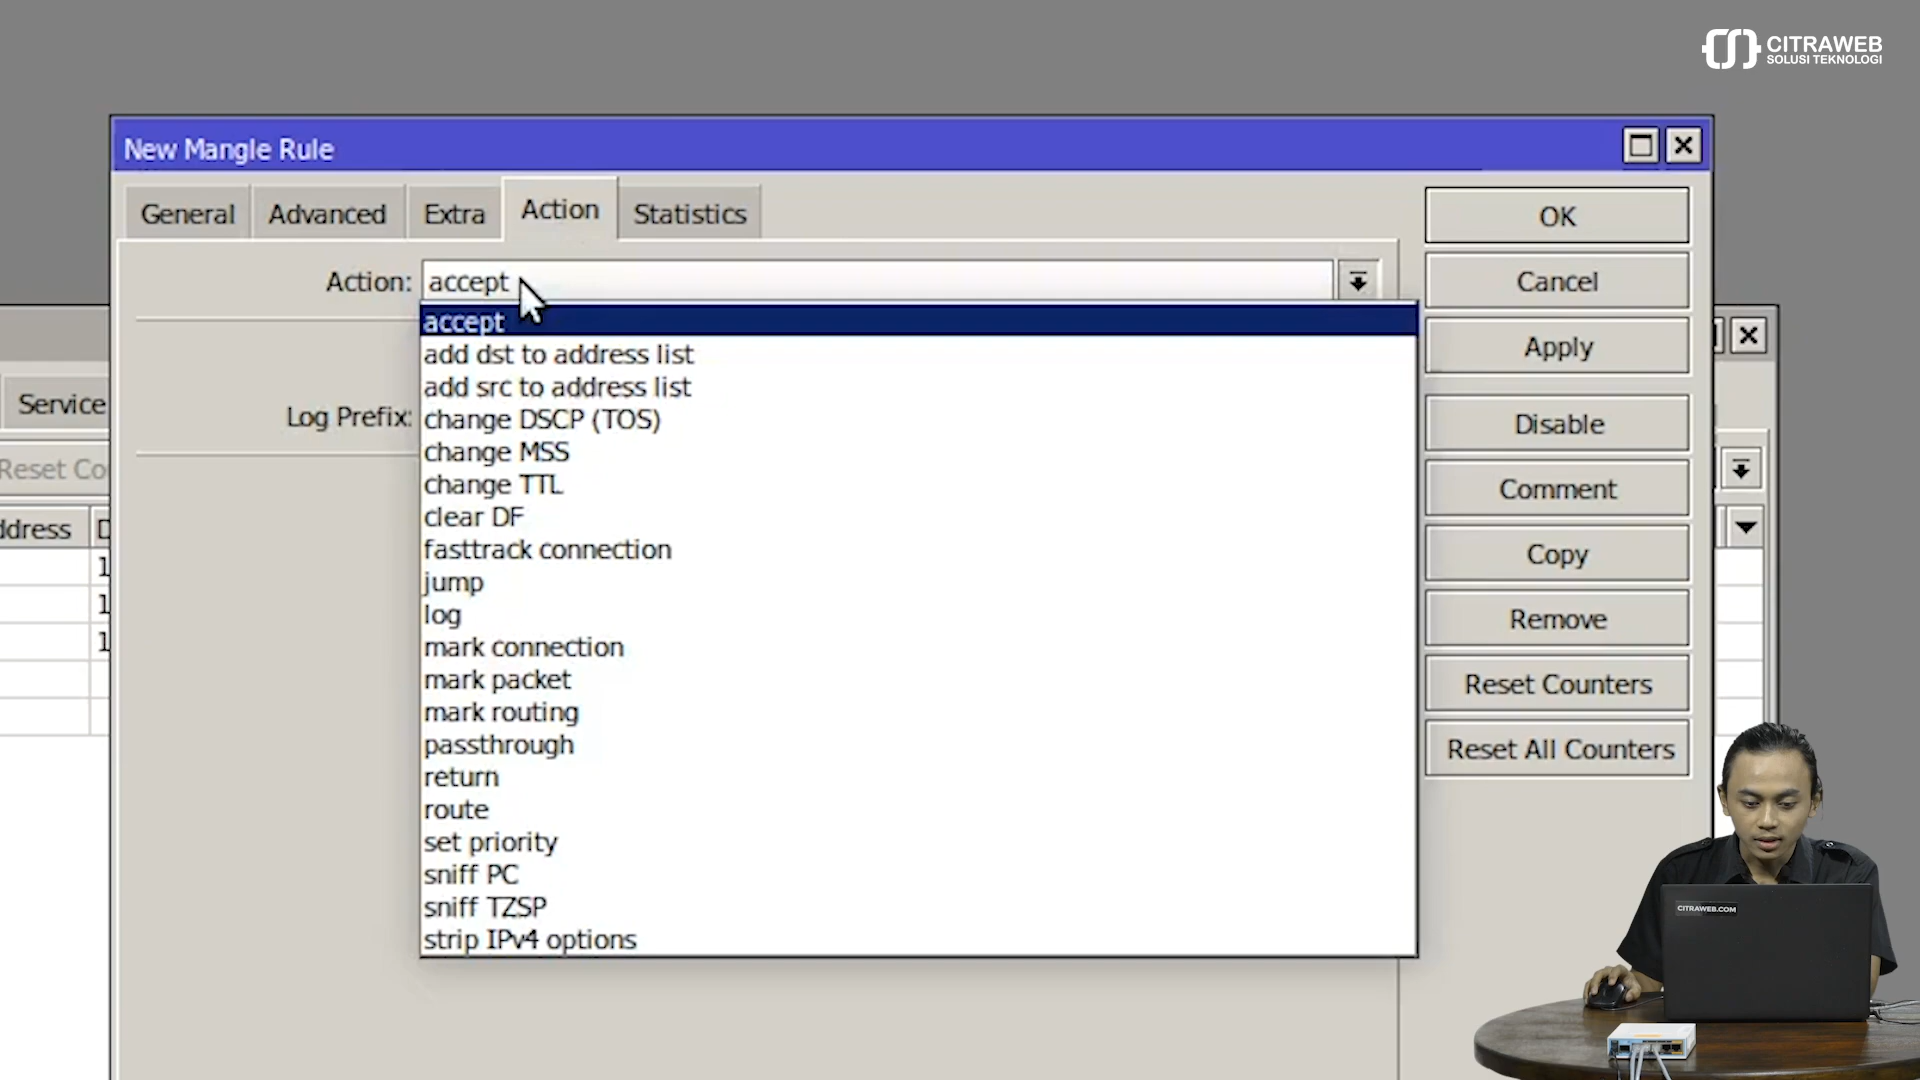 CITRAWEB
SOLUSI TEKNOLOGI
New Mangle Rule
General
Advanced
Extra
Action
Statistics
Action:
accept
accept
add dst to address list
add src to address list
change DSCP (TOS)
change MSS
change TTL
clear DF
fasttrack connection
jump
log
mark connection
mark packet
mark routing
passthrough
return
route
set priority
sniff PC
sniff TZSP
strip IPv4 options
Log Prefix:
OK
Cancel
Apply
Disable
Comment
Copy
Remove
Reset Counters
Reset All Counters
Service
Reset Co
ddress
D
1
1
1
CITRAWEB.COM